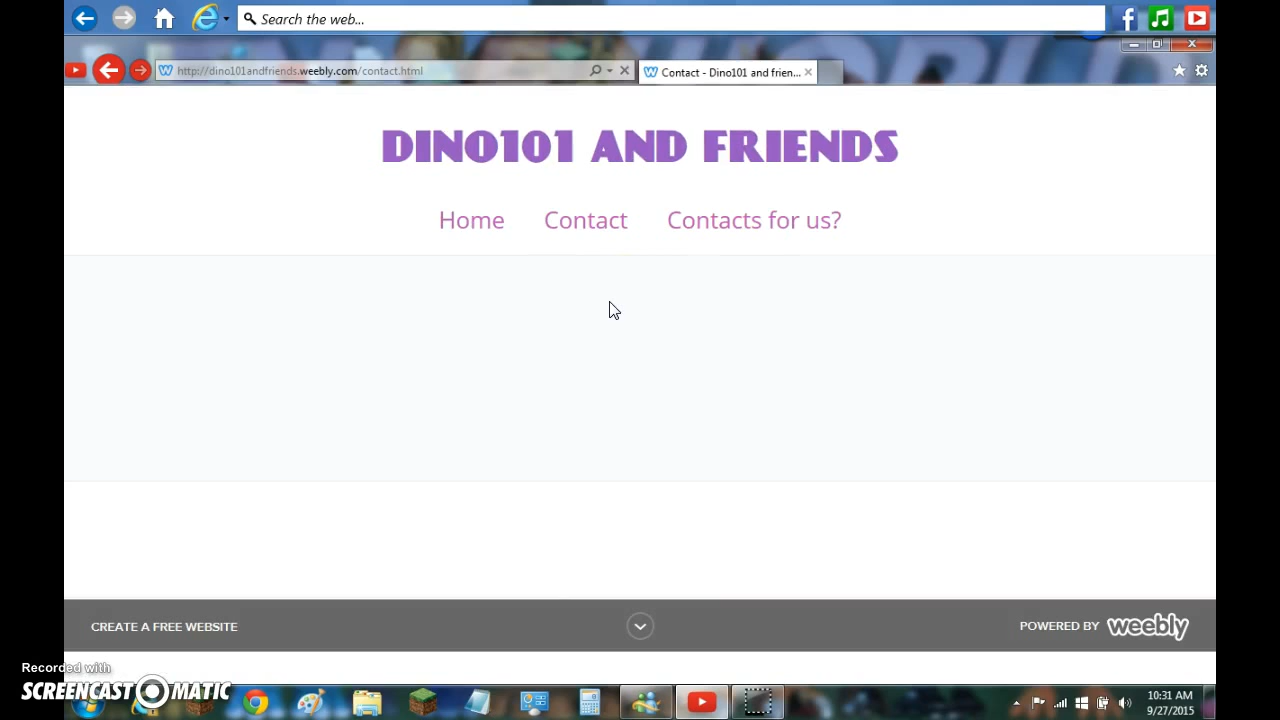 Search the web...
http://dino101andfriends.weebly.com/contact.html
Contact - Dino101 and frien...
DINO101 AND FRIENDS
Home Contact Contacts for us?
CREATE A FREE WEBSITE
POWERED BY weebly
Recorded with
SCREENCAST MATIC
10:31 AM
9/27/2015